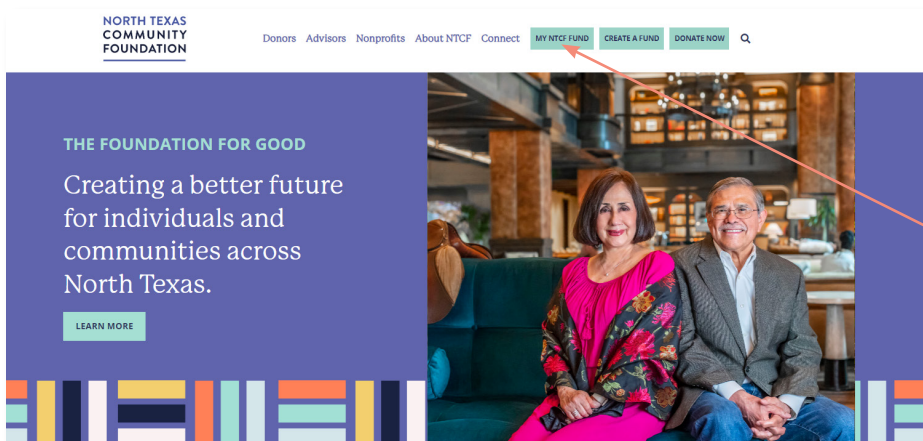 NORTH TEXAS
COMMUNITY
FOUNDATION
Donors Advisors Nonprofits About NTCF Connect MY NTCF FUND CREATE A FUND DONATE NOW
THE FOUNDATION FOR GOOD
Creating a better future
for individuals and
communities across
North Texas.
LEARN MORE